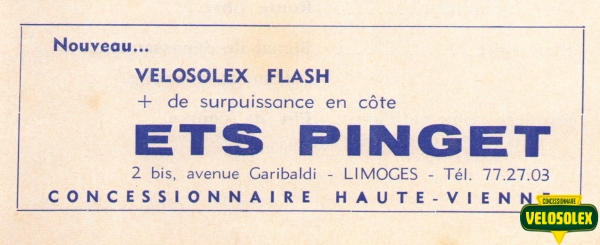 Nouveau...
VELOSOLEX FLASH
+ de surpuissance en côte
ETS PINGET
2 bis, avenue Garibaldi - LIMOGES - Tél. 77.27.03
CONCESSIONNAIRE HAUTE-VIENNE
CONCESSIONNAIRE
VELOSOLEX